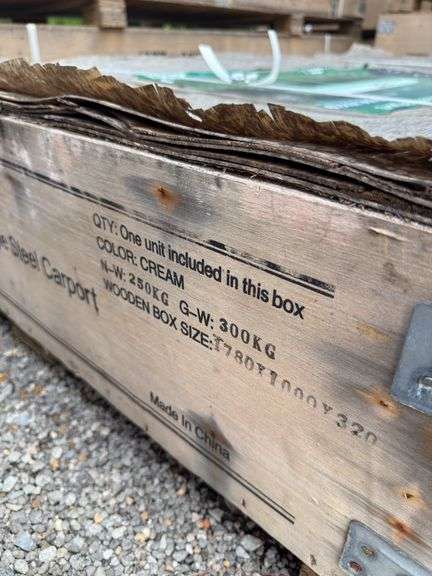 Steel Carport
QTY: One unit included in this box
COLOR: CREAM
N-W: 250KG G-W: 300KG
WOODEN BOX SIZE: 1780X1000X320
Made In China